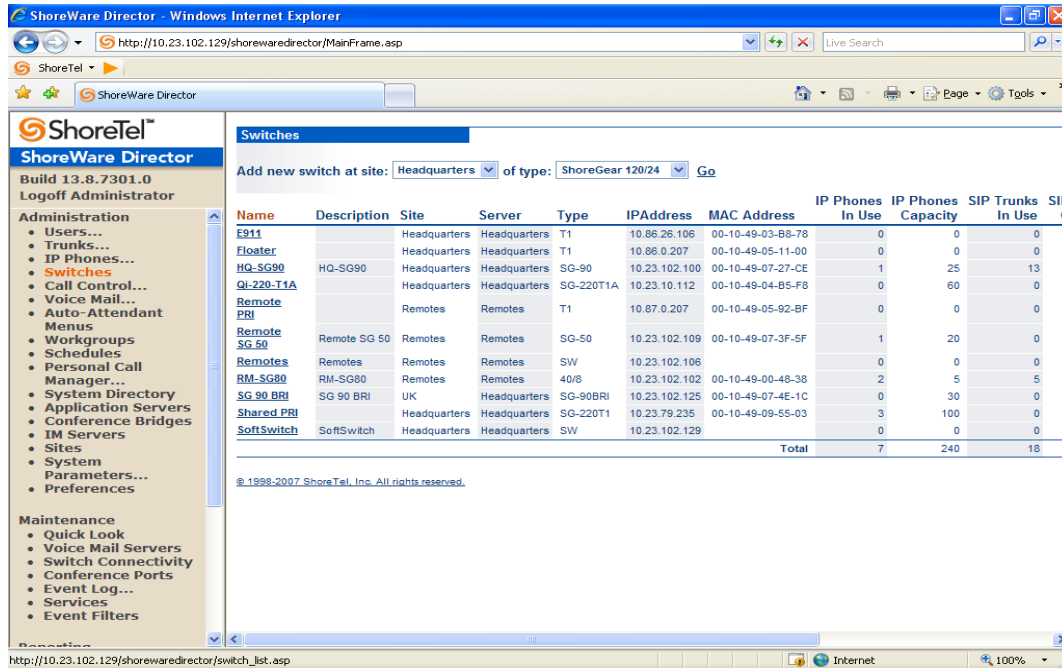 ShoreWare Director - Windows Internet Explorer
http://10.23.102.129/shorewaredirector/MainFrame.asp
Live Search
ShoreTel
ShoreWare Director
Page
Tools
ShoreTel™
ShoreWare Director
Build 13.8.7301.0
Logoff Administrator
Administration
Users...
Trunks...
IP Phones...
Switches
Call Control...
Voice Mail...
Auto-Attendant
Menus
Workgroups
Schedules
Personal Call
Manager...
System Directory
Application Servers
Conference Bridges
IM Servers
Sites
System
Parameters...
Preferences
Maintenance
Quick Look
Voice Mail Servers
Switch Connectivity
Conference Ports
Event Log...
Services
Event Filters
Switches
Add new switch at site: Headquarters of type: ShoreGear 120/24 Go
IP Phones IP Phones SIP Trunks
Name Description Site Server Type IPAddress MAC Address In Use Capacity In Use
E911 Headquarters Headquarters T1 10.86.26.106 00-10-49-03-B8-78 0 0 0
Floater Headquarters Headquarters T1 10.86.0.207 00-10-49-05-11-00 0 0 0
HQ-SG90 HQ-SG90 Headquarters Headquarters SG-90 10.23.102.100 00-10-49-07-27-CE 1 25 13
Qi-220-T1A Headquarters Headquarters SG-220T1A 10.23.10.112 00-10-49-04-B5-F8 0 60 0
Remote
PRI Remotes Remotes T1 10.87.0.207 00-10-49-05-92-BF 0 0 0
Remote
SG 50 Remote SG 50 Remotes Remotes SG-50 10.23.102.109 00-10-49-07-3F-5F 1 20 0
Remotes Remotes Remotes Remotes SW 10.23.102.106 0 0 0
RM-SG80 RM-SG80 Remotes Remotes 40/8 10.23.102.102 00-10-49-00-48-38 2 5 5
SG 90 BRI SG 90 BRI UK Headquarters SG-90BRI 10.23.102.125 00-10-49-07-4E-1C 0 30 0
Shared PRI Headquarters Headquarters SG-220T1 10.23.79.235 00-10-49-09-55-03 3 100 0
SoftSwitch SoftSwitch Headquarters Headquarters SW 10.23.102.129 0 0 0
Total 7 240 18
© 1998-2007 ShoreTel, Inc. All rights reserved.
http://10.23.102.129/shorewaredirector/switch_list.asp
Internet
100%